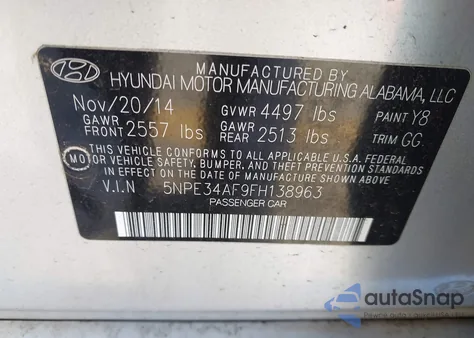 MANUFACTURED BY
HYUNDAI MOTOR MANUFACTURING ALABAMA, LLC
Nov/20/14 GVWR 4497 lbs PAINT Y8
GAWR FRONT 2557 lbs GAWR REAR 2513 lbs TRIM GG
THIS VEHICLE CONFORMS TO ALL APPLICABLE U.S.A FEDERAL
MOTOR VEHICLE SAFETY, BUMPER, AND THEFT PREVENTION STANDARDS
IN EFFECT ON THE DATE OF MANUFACTURE SHOWN ABOVE.
V.I.N 5NPE34AF9FH138963
PASSENGER CAR
autoSnap